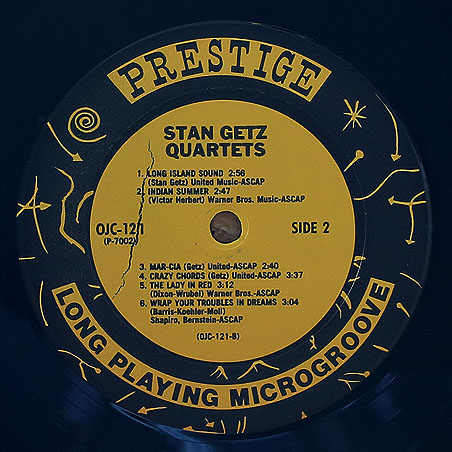 PRESTIGE
STAN GETZ
QUARTETS
1. LONG ISLAND SOUND 2:56
(Stan Getz) United Music-ASCAP
2. INDIAN SUMMER 2:47
(Victor Herbert) Warner Bros. Music-ASCAP
OJC-121
(P-7002)
SIDE 2
3. MAR-CIA (Getz) United-ASCAP 2:40
4. CRAZY CHORDS (Getz) United-ASCAP 3:37
5. THE LADY IN RED 3:12
(Dixon-Wrubel) Warner Bros.-ASCAP
6. WRAP YOUR TROUBLES IN DREAMS 3:04
(Barris-Koehler-Moll)
Shapiro, Bernstein-ASCAP
(OJC-121-B)
LONG PLAYING MICROGROOVE